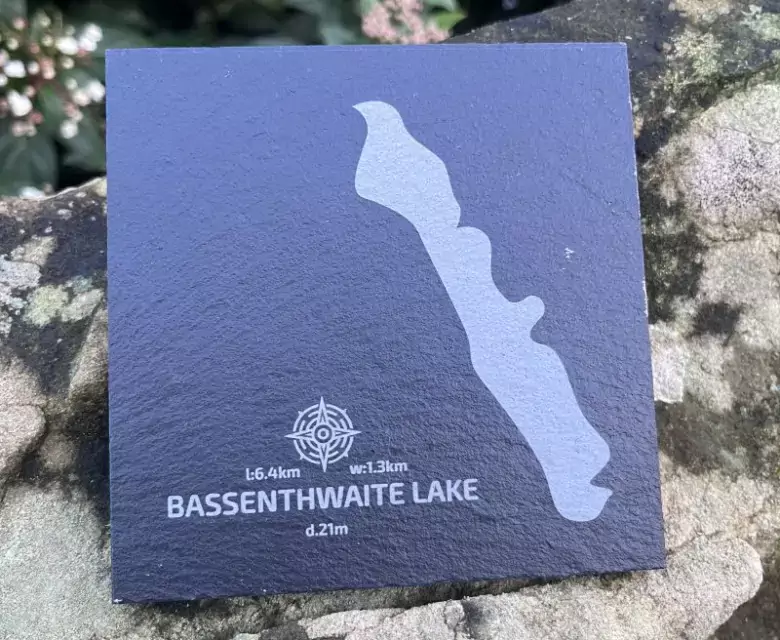 L:6.4km w:1.3km
BASSENTHWAITE LAKE
d.21m